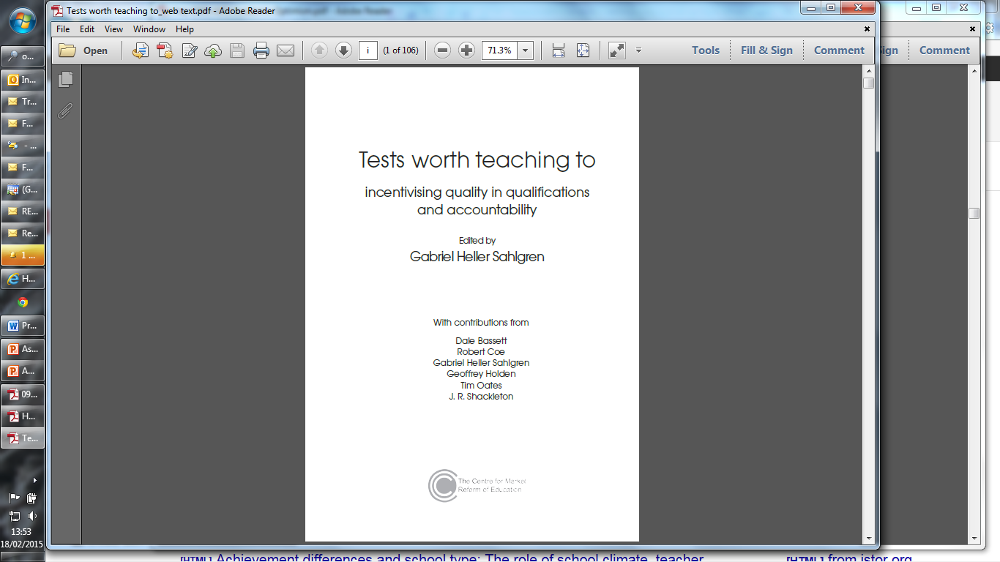 Tests worth teaching to_web text.pdf - Adobe Reader
File Edit View Window Help
Open
i (1 of 106)
71.3%
Tools Fill & Sign Comment
Sign Comment
Tests worth teaching to
incentivising quality in qualifications
and accountability
Edited by
Gabriel Heller Sahlgren
With contributions from
Dale Bassett
Robert Coe
Gabriel Heller Sahlgren
Geoffrey Holden
Tim Oates
J. R. Shackleton
The Centre for Market
Reform of Education
o...
In...
Tr...
F...
- ...
F...
(G...
RE...
Re...
1 ...
H...
Pr...
As...
A...
09...
H...
Te...
13:53
18/02/2015
[HTML] Achievement differences and school type: The role of school climate, teacher
[HTML] from jstor.org